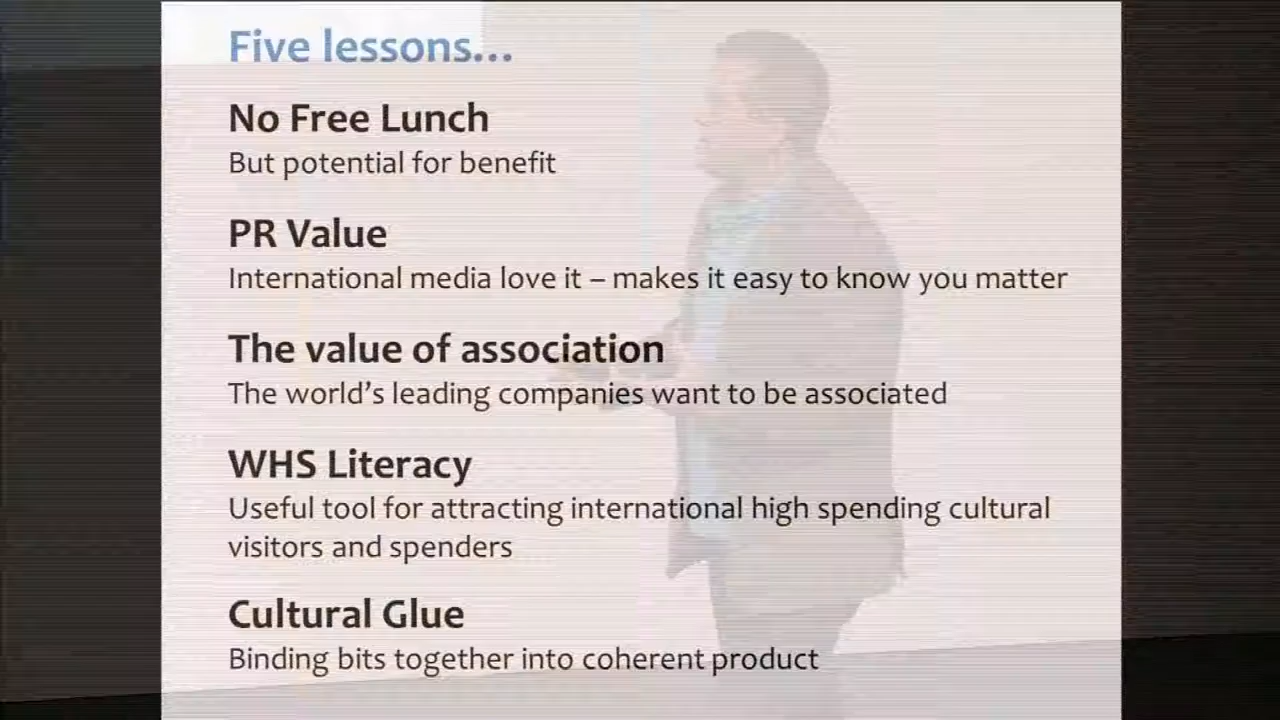 Five lessons...
No Free Lunch
But potential for benefit
PR Value
International media love it – makes it easy to know you matter
The value of association
The world’s leading companies want to be associated
WHS Literacy
Useful tool for attracting international high spending cultural
visitors and spenders
Cultural Glue
Binding bits together into coherent product